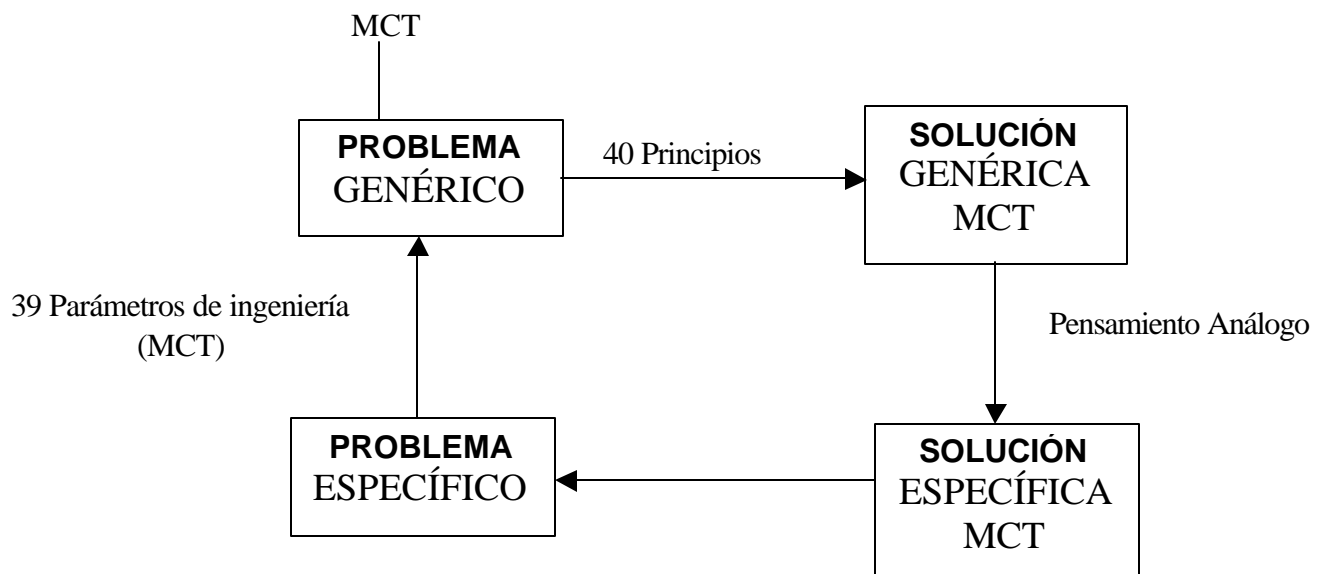 MCT
PROBLEMA
GENÉRICO
40 Principios
SOLUCIÓN
GENÉRICA
MCT
39 Parámetros de ingeniería
(MCT)
Pensamiento Análogo
PROBLEMA
ESPECÍFICO
SOLUCIÓN
ESPECÍFICA
MCT